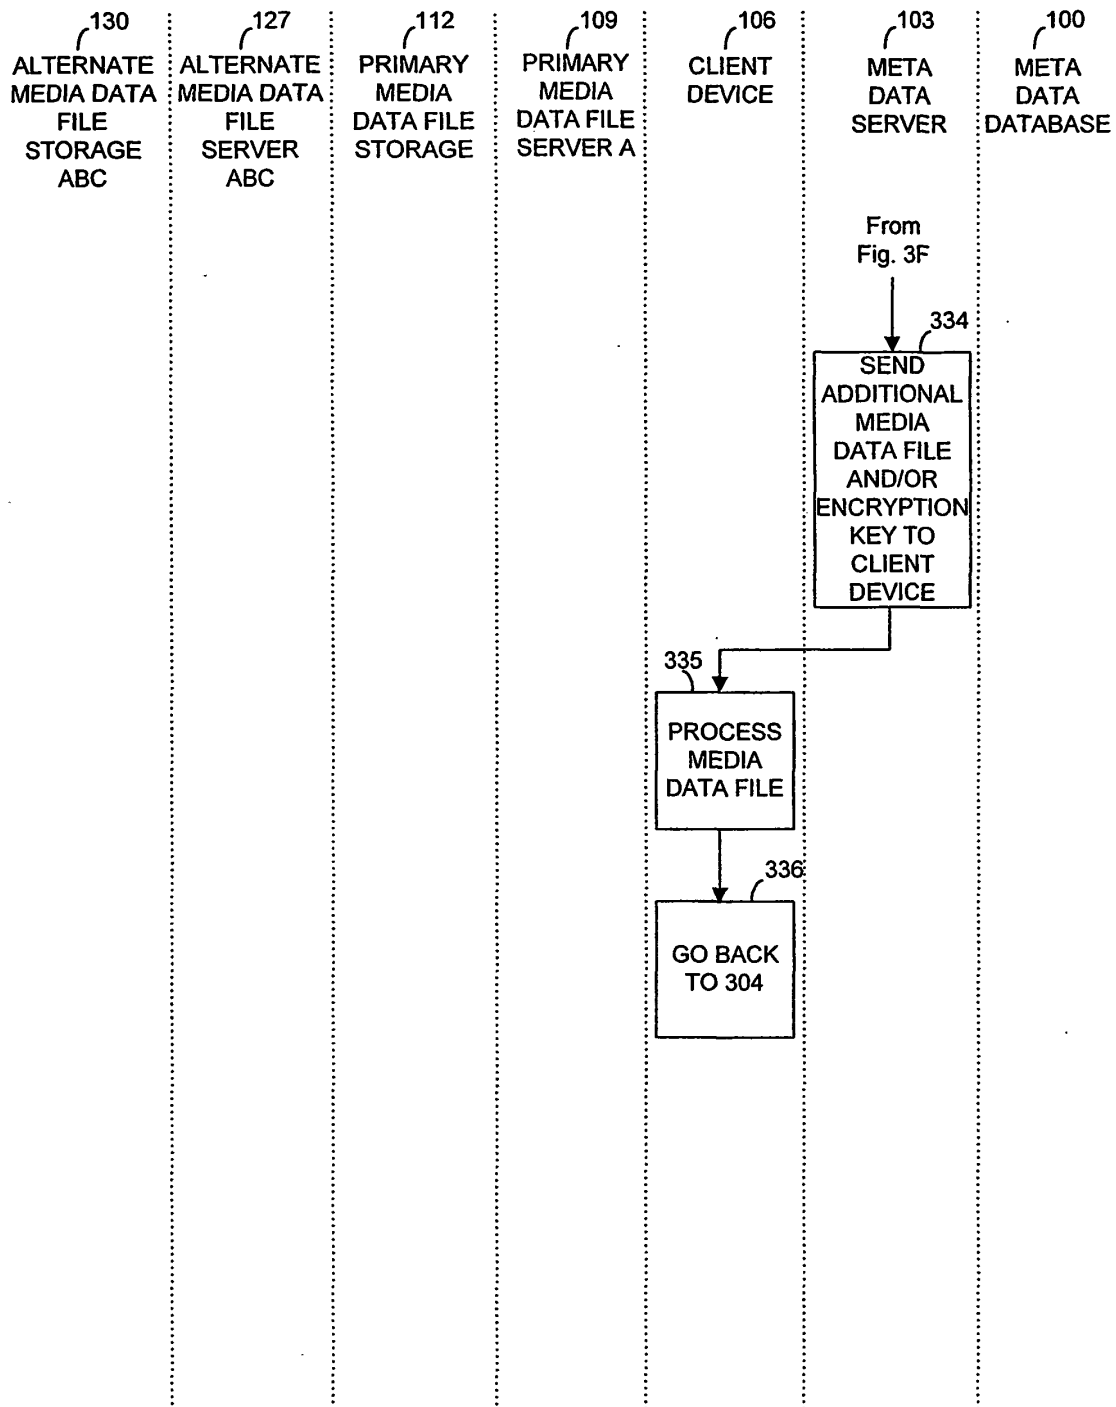 130
ALTERNATE
MEDIA DATA
FILE
STORAGE
ABC
127
ALTERNATE
MEDIA DATA
FILE
SERVER
ABC
112
PRIMARY
MEDIA
DATA FILE
STORAGE
109
PRIMARY
MEDIA
DATA FILE
SERVER A
106
CLIENT
DEVICE
103
META
DATA
SERVER
100
META
DATA
DATABASE
From
Fig. 3F
334
SEND
ADDITIONAL
MEDIA
DATA FILE
AND/OR
ENCRYPTION
KEY TO
CLIENT
DEVICE
335
PROCESS
MEDIA
DATA FILE
336
GO BACK
TO 304